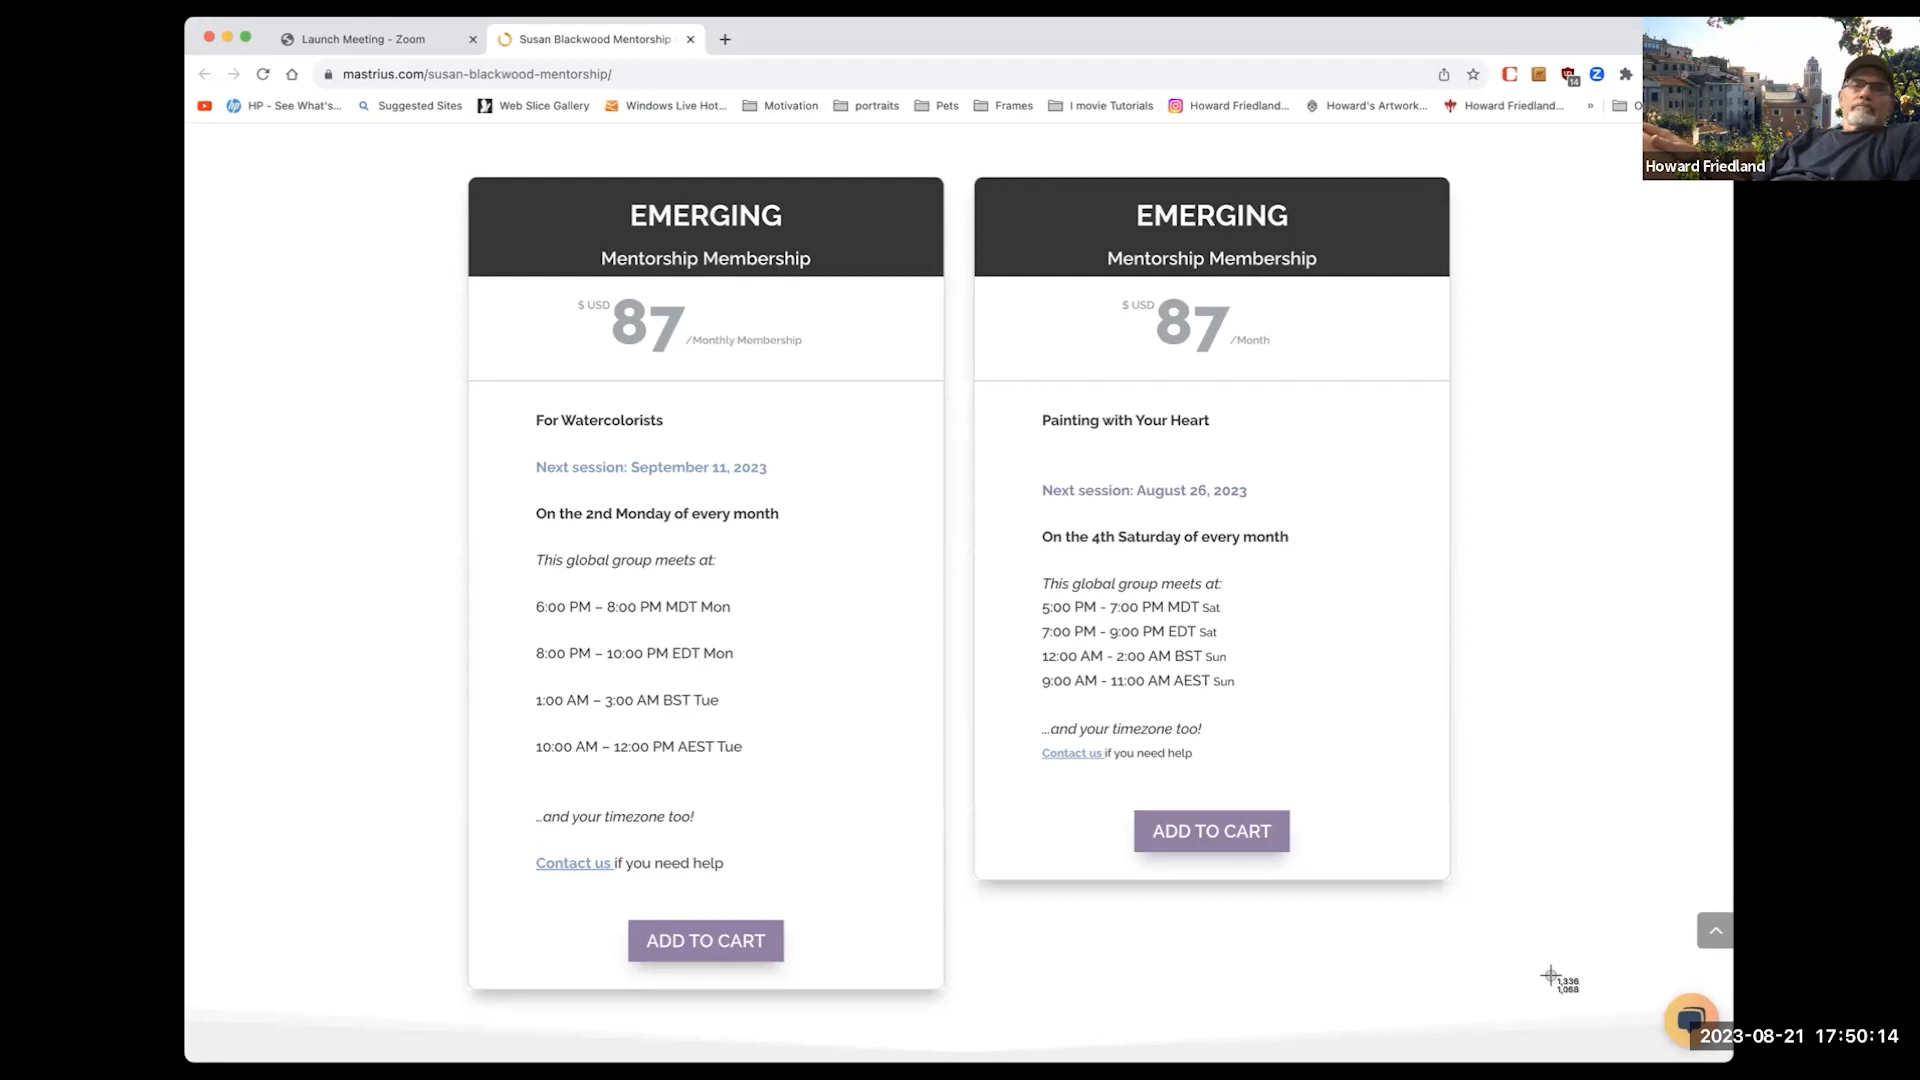 Launch Meeting - Zoom
Susan Blackwood Mentorship
mastrius.com/susan-blackwood-mentorship/
14
HP - See What's...
Suggested Sites
Web Slice Gallery
Windows Live Hot...
Motivation
portraits
Pets
Frames
I movie Tutorials
Howard Friedland...
Howard's Artwork...
Howard Friedland...
»
Howard Friedland
EMERGING
Mentorship Membership
$ USD 87 /Monthly Membership
For Watercolorists
Next session: September 11, 2023
On the 2nd Monday of every month
This global group meets at:
6:00 PM – 8:00 PM MDT Mon
8:00 PM – 10:00 PM EDT Mon
1:00 AM – 3:00 AM BST Tue
10:00 AM – 12:00 PM AEST Tue
...and your timezone too!
Contact us if you need help
ADD TO CART
EMERGING
Mentorship Membership
$ USD 87 /Month
Painting with Your Heart
Next session: August 26, 2023
On the 4th Saturday of every month
This global group meets at:
5:00 PM - 7:00 PM MDT Sat
7:00 PM - 9:00 PM EDT Sat
12:00 AM - 2:00 AM BST Sun
9:00 AM - 11:00 AM AEST Sun
...and your timezone too!
Contact us if you need help
ADD TO CART
1,336
1,068
2023-08-21 17:50:14